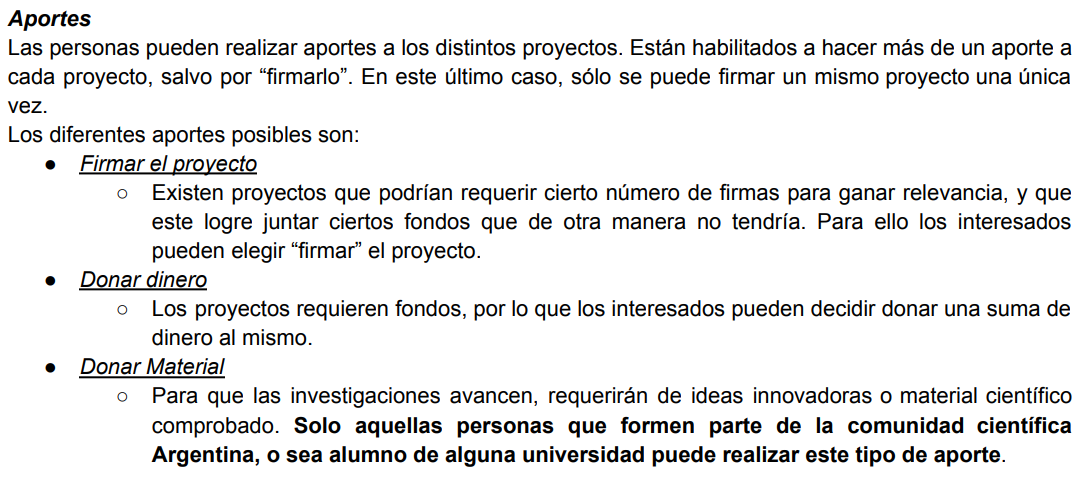 Aportes
Las personas pueden realizar aportes a los distintos proyectos. Están habilitados a hacer más de un aporte a
cada proyecto, salvo por “firmarlo”. En este último caso, sólo se puede firmar un mismo proyecto una única
vez.
Los diferentes aportes posibles son:
● Firmar el proyecto
○ Existen proyectos que podrían requerir cierto número de firmas para ganar relevancia, y que
este logre juntar ciertos fondos que de otra manera no tendría. Para ello los interesados
pueden elegir “firmar” el proyecto.
● Donar dinero
○ Los proyectos requieren fondos, por lo que los interesados pueden decidir donar una suma de
dinero al mismo.
● Donar Material
○ Para que las investigaciones avancen, requerirán de ideas innovadoras o material científico
comprobado. Solo aquellas personas que formen parte de la comunidad científica
Argentina, o sea alumno de alguna universidad puede realizar este tipo de aporte.